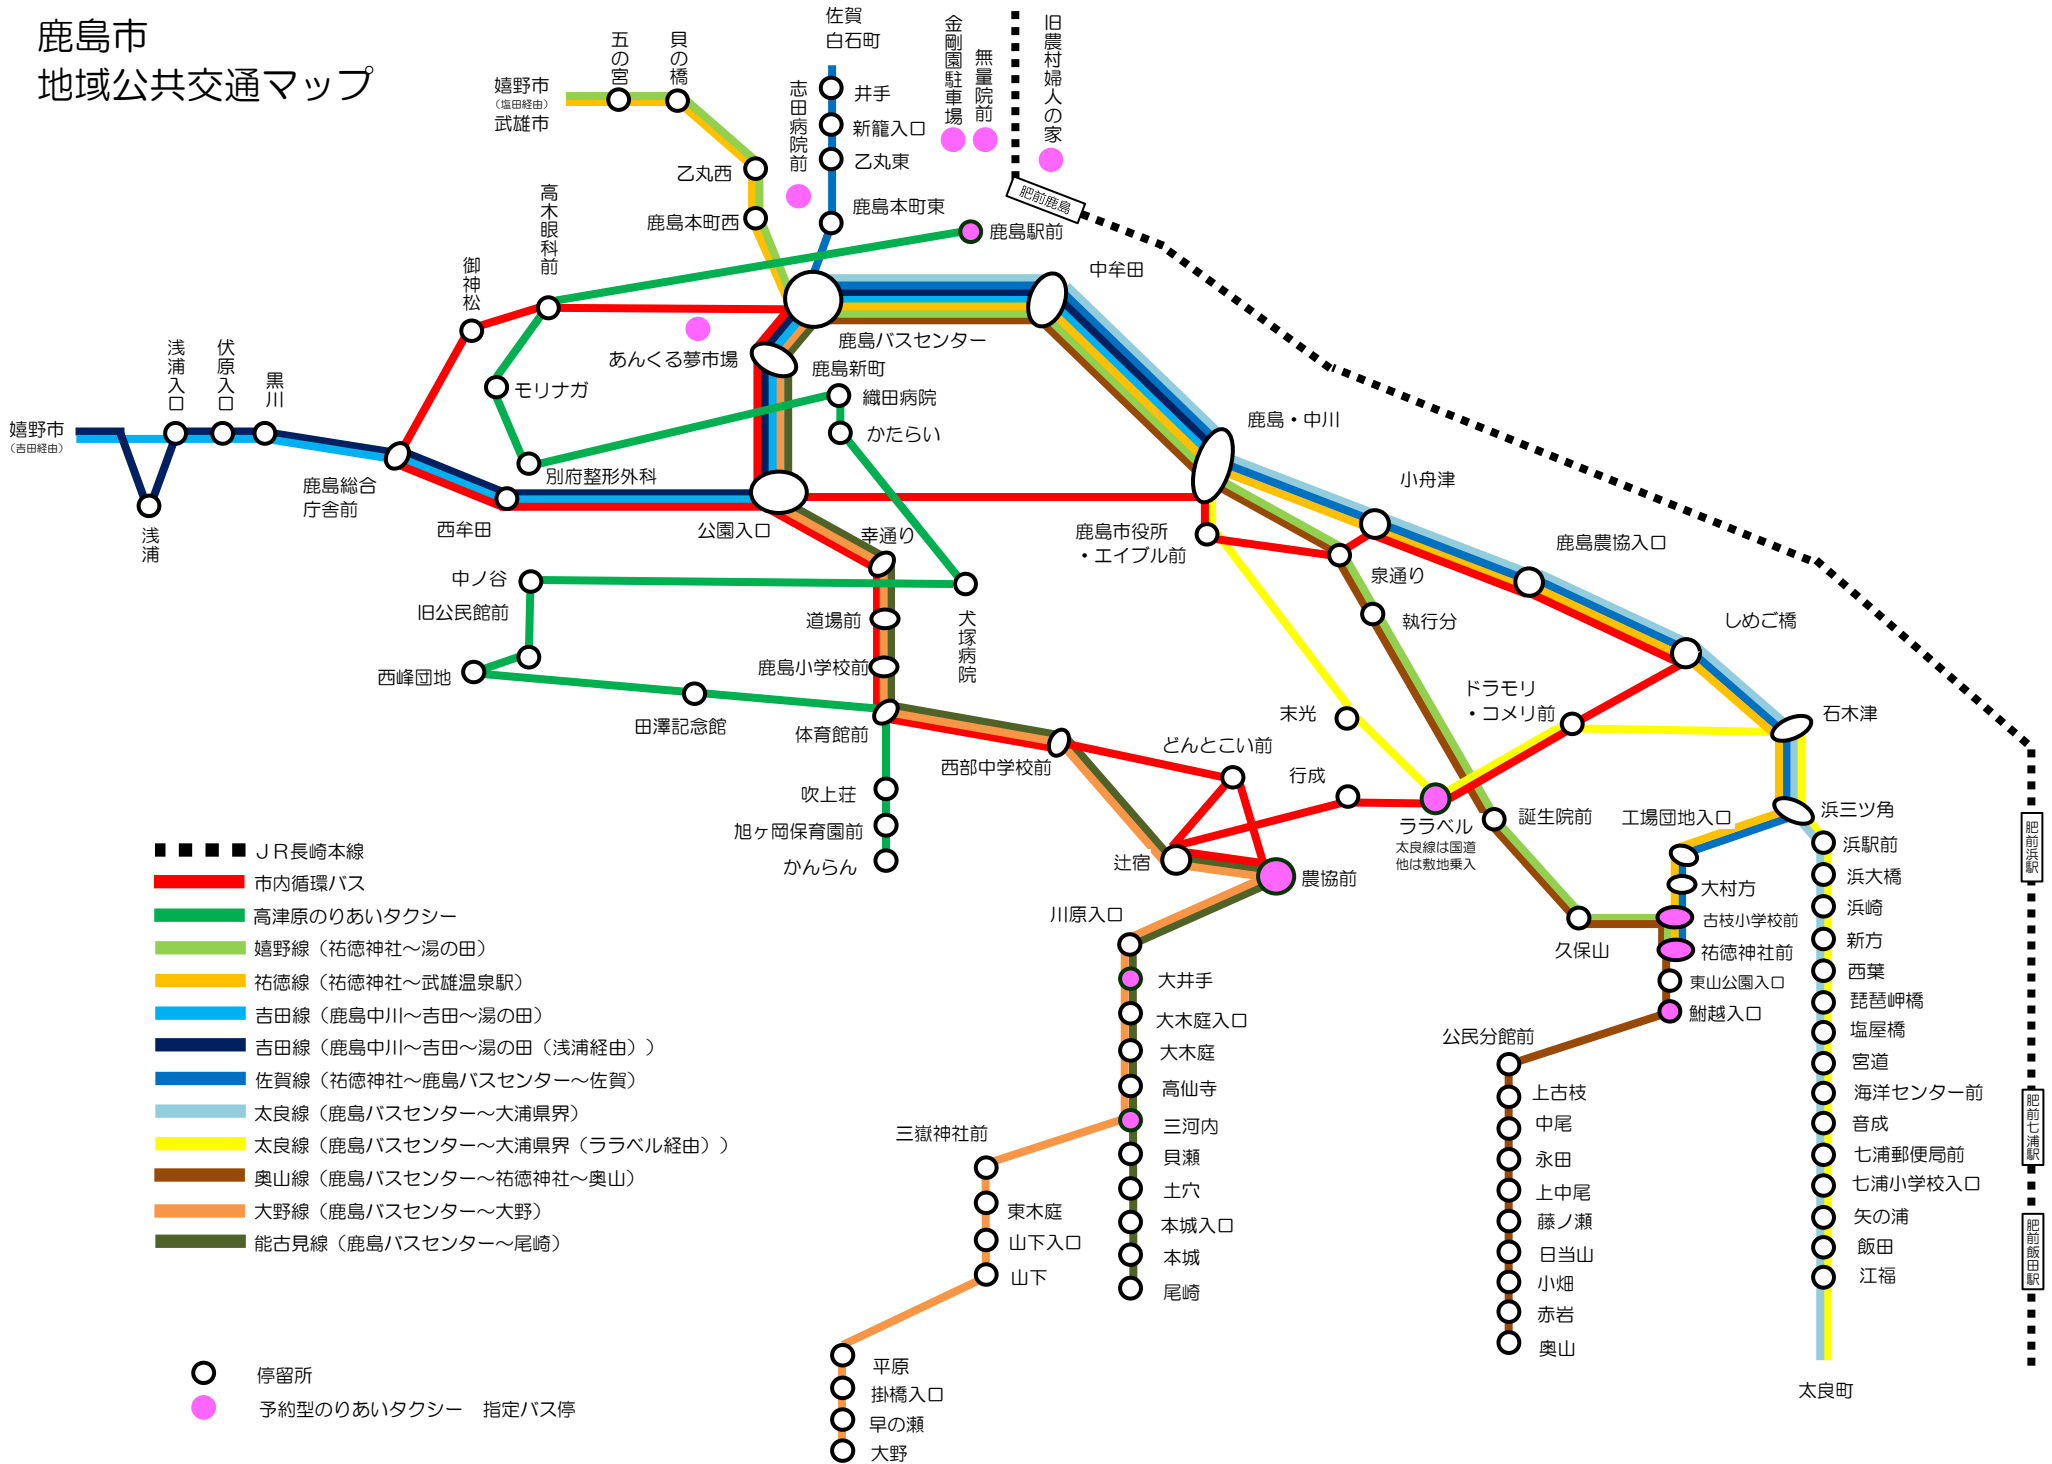 鹿島市
地域公共交通マップ
五の宮
貝の橋
嬉野市
（塩田経由）
武雄市
佐賀
白石町
志田病院前
井手
新籠入口
乙丸東
鹿島本町東
金剛園駐車場
無量院前
旧農村婦人の家
肥前鹿島
乙丸西
鹿島本町西
高木眼科前
御神松
鹿島駅前
中牟田
鹿島バスセンター
あんくる夢市場
鹿島新町
浅浦入口
伏原入口
黒川
嬉野市
（吉田経由）
浅浦
モリナガ
織田病院
かたらい
別府整形外科
鹿島総合
庁舎前
西牟田
公園入口
幸通り
鹿島・中川
小舟津
鹿島市役所
・エイブル前
泉通り
鹿島農協入口
執行分
しめご橋
中ノ谷
旧公民館前
西峰団地
田澤記念館
道場前
鹿島小学校前
犬塚病院
体育館前
西部中学校前
吹上荘
旭ヶ岡保育園前
かんらん
どんとこい前
辻宿
農協前
行成
末光
ララベル
太良線は国道
他は敷地乗入
ドラモリ
・コメリ前
石木津
誕生院前
工場団地入口
浜三ツ角
大村方
古枝小学校前
祐徳神社前
久保山
東山公園入口
鮒越入口
公民分館前
上古枝
中尾
永田
上中尾
藤ノ瀬
日当山
小畑
赤岩
奥山
浜駅前
浜大橋
浜崎
新方
西葉
琵琶岬橋
塩屋橋
宮道
海洋センター前
音成
七浦郵便局前
七浦小学校入口
矢の浦
飯田
江福
太良町
肥前浜駅
肥前七浦駅
肥前飯田駅
川原入口
大井手
大木庭入口
大木庭
高仙寺
三河内
貝瀬
土穴
本城入口
本城
尾崎
三嶽神社前
東木庭
山下入口
山下
平原
掛橋入口
早の瀬
大野
ＪＲ長崎本線
市内循環バス
高津原のりあいタクシー
嬉野線（祐徳神社～湯の田）
祐徳線（祐徳神社～武雄温泉駅）
吉田線（鹿島中川～吉田～湯の田）
吉田線（鹿島中川～吉田～湯の田（浅浦経由））
佐賀線（祐徳神社～鹿島バスセンター～佐賀）
太良線（鹿島バスセンター～大浦県界）
太良線（鹿島バスセンター～大浦県界（ララベル経由））
奥山線（鹿島バスセンター～祐徳神社～奥山）
大野線（鹿島バスセンター～大野）
能古見線（鹿島バスセンター～尾崎）
停留所
予約型のりあいタクシー　指定バス停